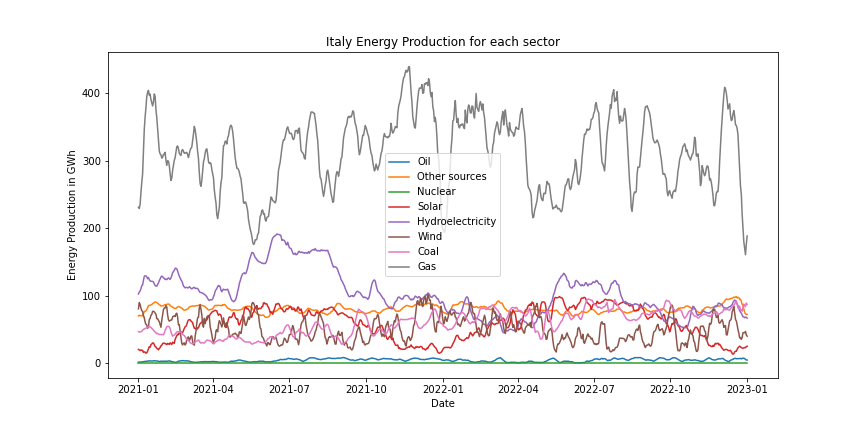 Italy Energy Production for each sector
Energy Production in GWh
400
300
200
100
0
Oil
Other sources
Nuclear
Solar
Hydroelectricity
Wind
Coal
Gas
2021-01 2021-04 2021-07 2021-10 2022-01 2022-04 2022-07 2022-10 2023-01
Date